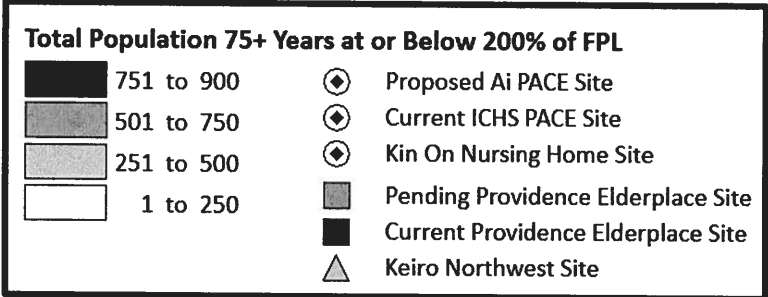 Total Population 75+ Years at or Below 200% of FPL
751 to 900
501 to 750
251 to 500
1 to 250
Proposed Ai PACE Site
Current ICHS PACE Site
Kin On Nursing Home Site
Pending Providence Elderplace Site
Current Providence Elderplace Site
Keiro Northwest Site